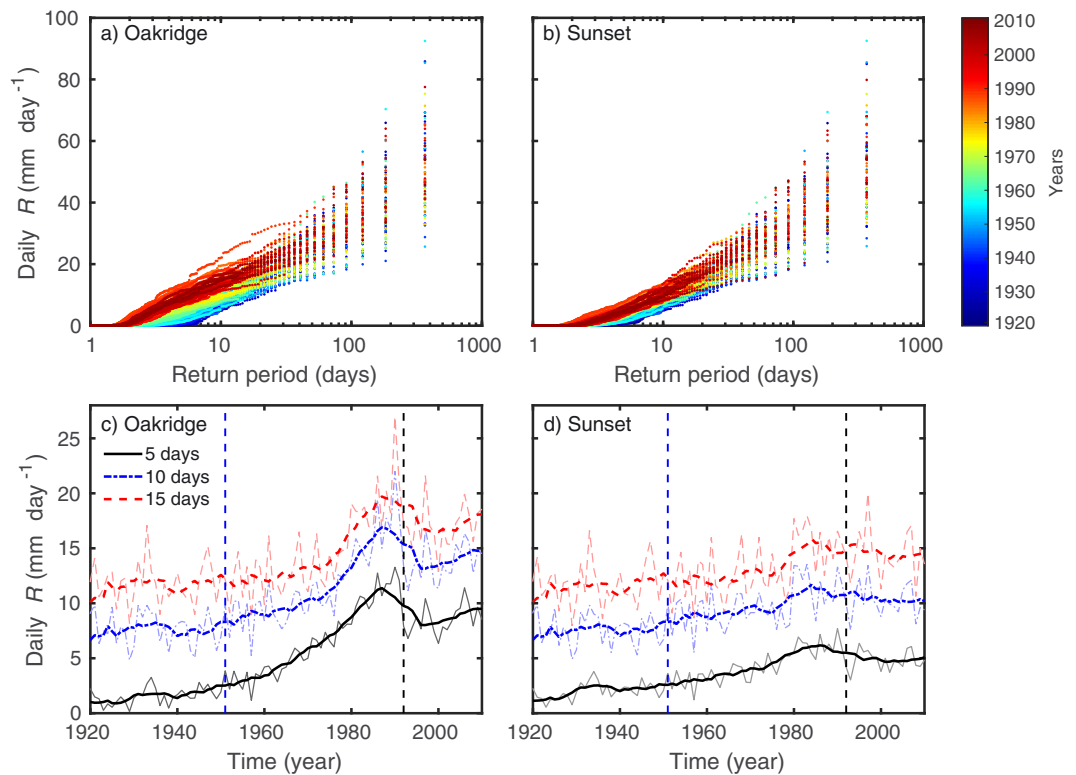 a) Oakridge
b) Sunset
Daily R (mm day⁻¹)
100
80
60
40
20
0
1
10
100
1000
Return period (days)
1
10
100
1000
Return period (days)
2010
2000
1990
1980
1970
1960
1950
1940
1930
1920
Years
c) Oakridge
d) Sunset
5 days
10 days
15 days
Daily R (mm day⁻¹)
25
20
15
10
5
0
1920
1940
1960
1980
2000
Time (year)
1920
1940
1960
1980
2000
Time (year)